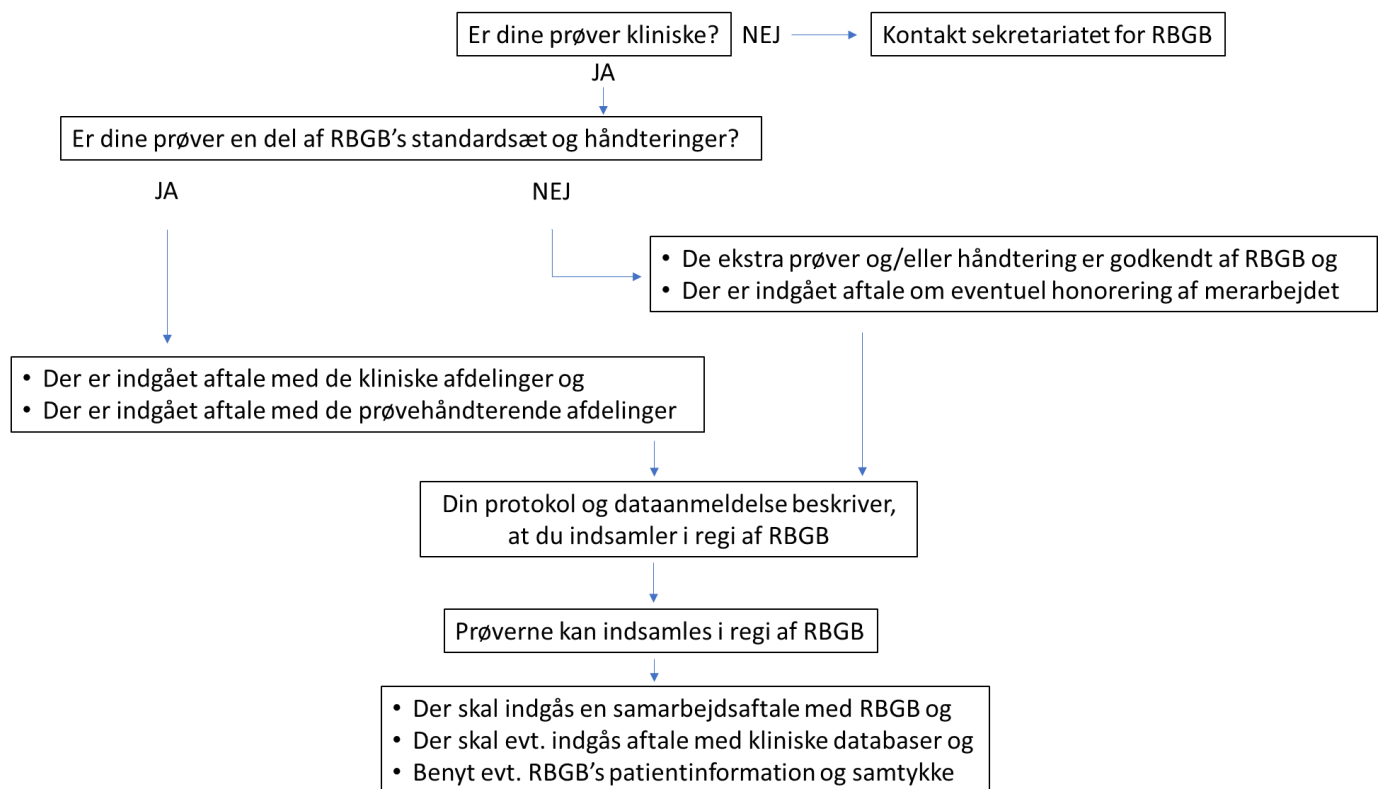 Er dine prøver kliniske? NEJ Kontakt sekretariatet for RBGB
JA
Er dine prøver en del af RBGB’s standardsæt og håndteringer?
JA NEJ
• De ekstra prøver og/eller håndtering er godkendt af RBGB og
• Der er indgået aftale om eventuel honorering af merarbejdet
• Der er indgået aftale med de kliniske afdelinger og
• Der er indgået aftale med de prøvehåndterende afdelinger
Din protokol og dataanmeldelse beskriver,
at du indsamler i regi af RBGB
Prøverne kan indsamles i regi af RBGB
• Der skal indgås en samarbejdsaftale med RBGB og
• Der skal evt. indgås aftale med kliniske databaser og
• Benyt evt. RBGB’s patientinformation og samtykke